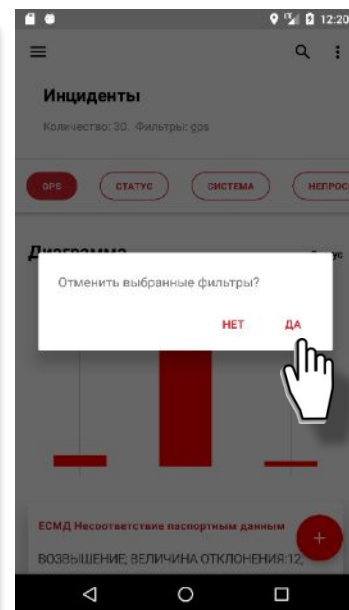 12:20
Инциденты
Количество: 30, Фильтры: gps
GPS СТАТУС СИСТЕМА НЕПРОС
Диаграмма
Отменить выбранные фильтры?
НЕТ ДА
ЕСМД Несоответствие паспортным данным
ВОЗВЫШЕНИЕ; ВЕЛИЧИНА ОТКЛОНЕНИЯ:12,